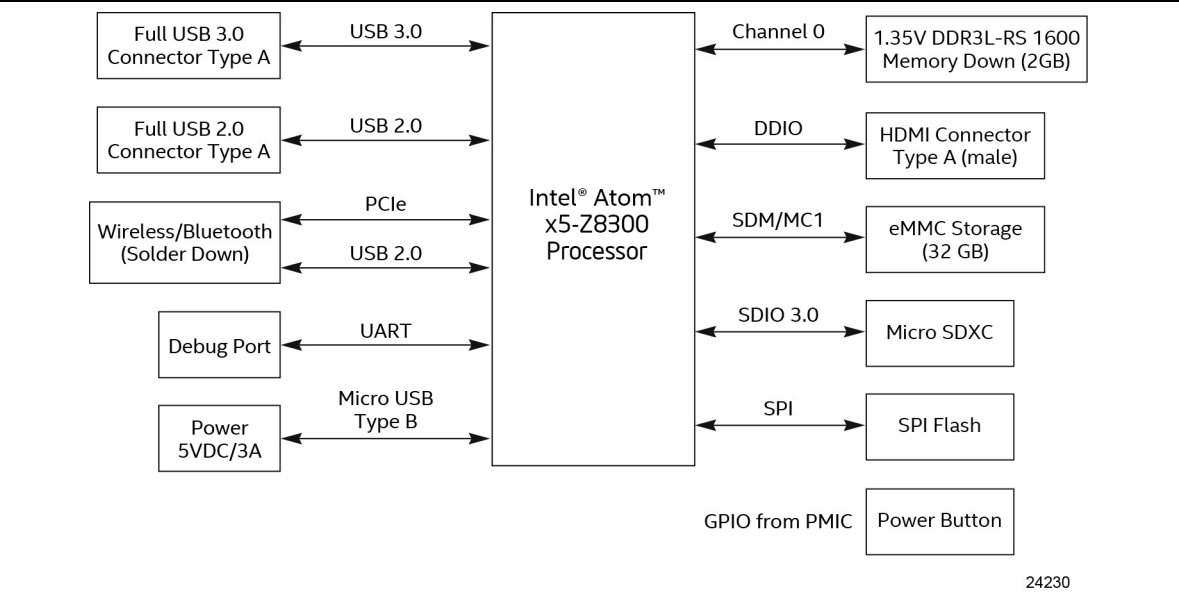 Full USB 3.0
Connector Type A
USB 3.0
Full USB 2.0
Connector Type A
USB 2.0
Wireless/Bluetooth
(Solder Down)
PCIe
USB 2.0
Debug Port
UART
Power
5VDC/3A
Micro USB
Type B
Intel® Atom™
x5-Z8300
Processor
Channel 0
1.35V DDR3L-RS 1600
Memory Down (2GB)
DDIO
HDMI Connector
Type A (male)
SDM/MC1
eMMC Storage
(32 GB)
SDIO 3.0
Micro SDXC
SPI
SPI Flash
GPIO from PMIC
Power Button
24230